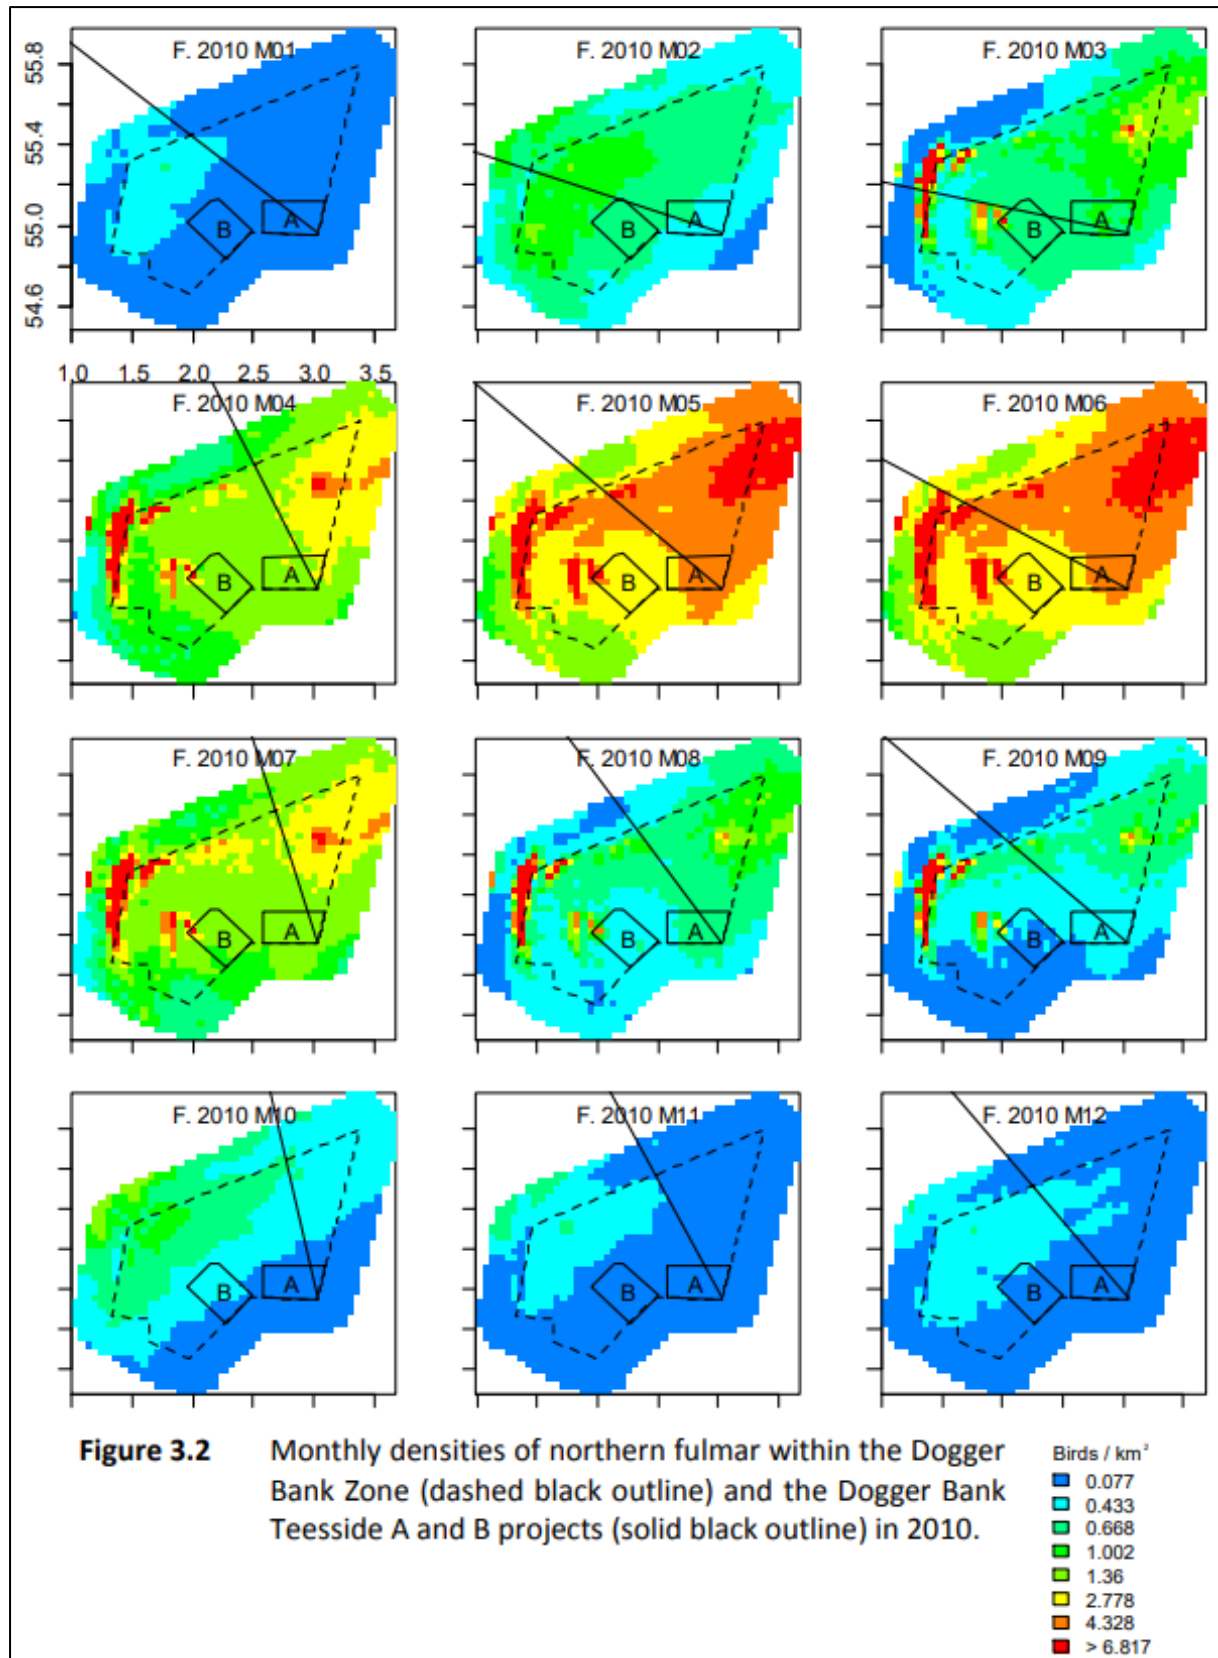 F. 2010 M01
F. 2010 M02
F. 2010 M03
55.8
55.4
55.0
54.6
B
A
B
A
B
A
1.0 1.5 2.0 2.5 3.0 3.5
F. 2010 M04
F. 2010 M05
F. 2010 M06
B
A
B
A
B
A
F. 2010 M07
F. 2010 M08
F. 2010 M09
B
A
B
A
B
A
F. 2010 M10
F. 2010 M11
F. 2010 M12
B
A
B
A
B
A
Figure 3.2 Monthly densities of northern fulmar within the Dogger
Bank Zone (dashed black outline) and the Dogger Bank
Teesside A and B projects (solid black outline) in 2010.
Birds / km²
0.077
0.433
0.668
1.002
1.36
2.778
4.328
> 6.817